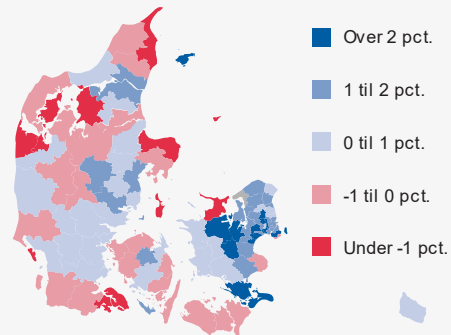 Over 2 pct.
1 til 2 pct.
0 til 1 pct.
-1 til 0 pct.
Under -1 pct.